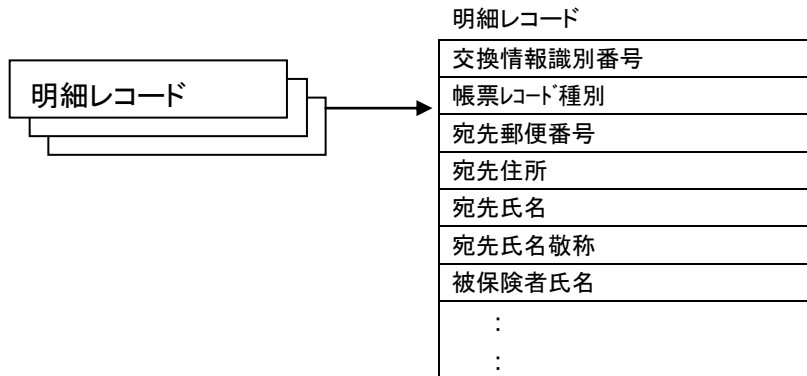 明細レコード
明細レコード
交換情報識別番号
帳票ﾚｺｰﾄﾞ種別
宛先郵便番号
宛先住所
宛先氏名
宛先氏名敬称
被保険者氏名
：
：